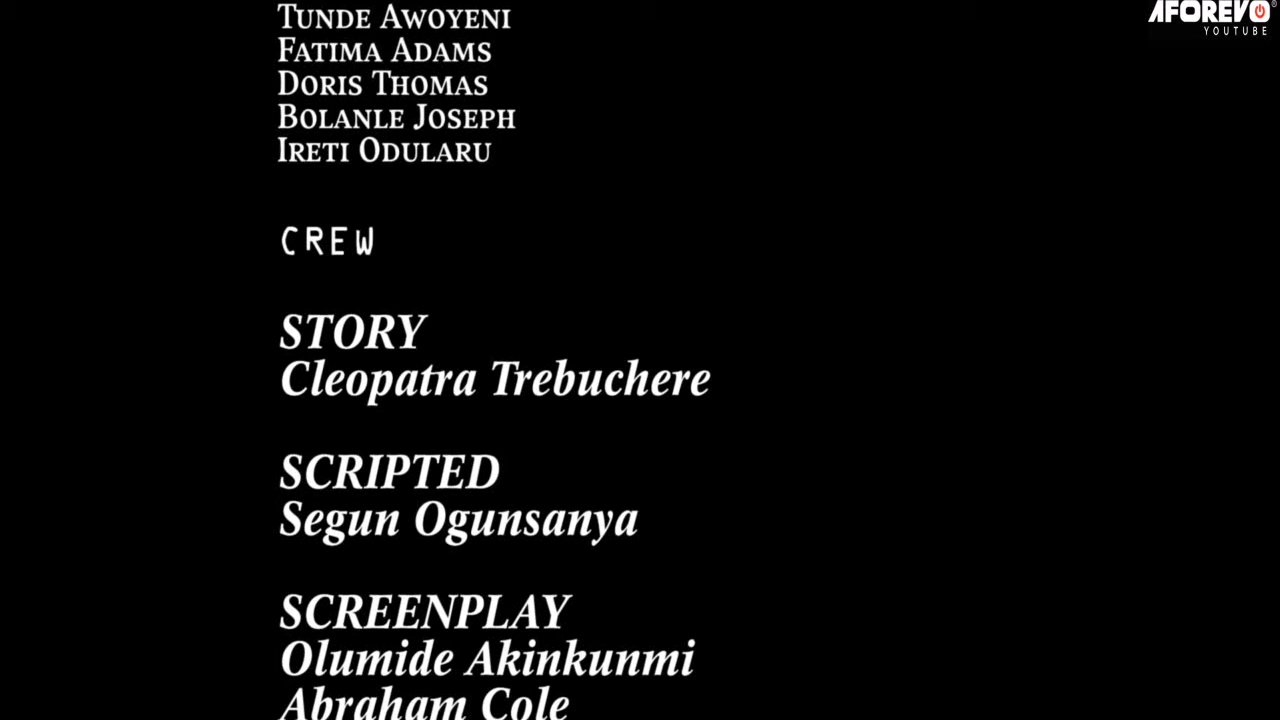 AFOREVO
YOUTUBE
TUNDE AWOYENI
FATIMA ADAMS
DORIS THOMAS
BOLANLE JOSEPH
IRETI ODULARU
CREW
STORY
Cleopatra Trebuchere
SCRIPTED
Segun Ogunsanya
SCREENPLAY
Olumide Akinkunmi
Abraham Cole